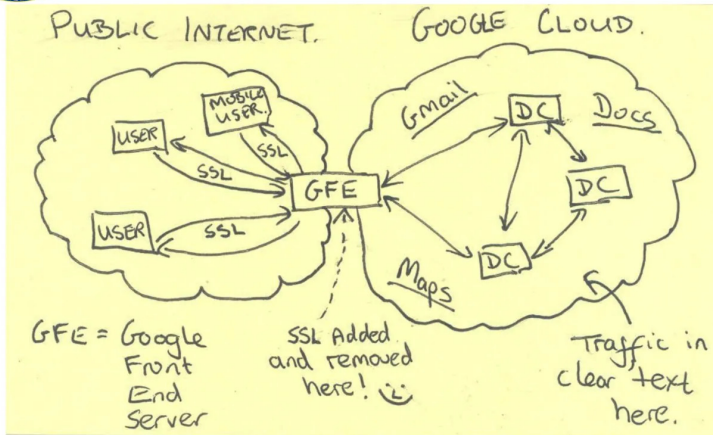 PUBLIC INTERNET.
GOOGLE CLOUD.
MOBILE
USER.
USER
SSL
SSL
USER
SSL
GFE
Gmail
DC
Docs
DC
DC
Maps
GFE = Google
Front
End
Server
SSL Added
and removed
here!
Traffic in
clear text
here.